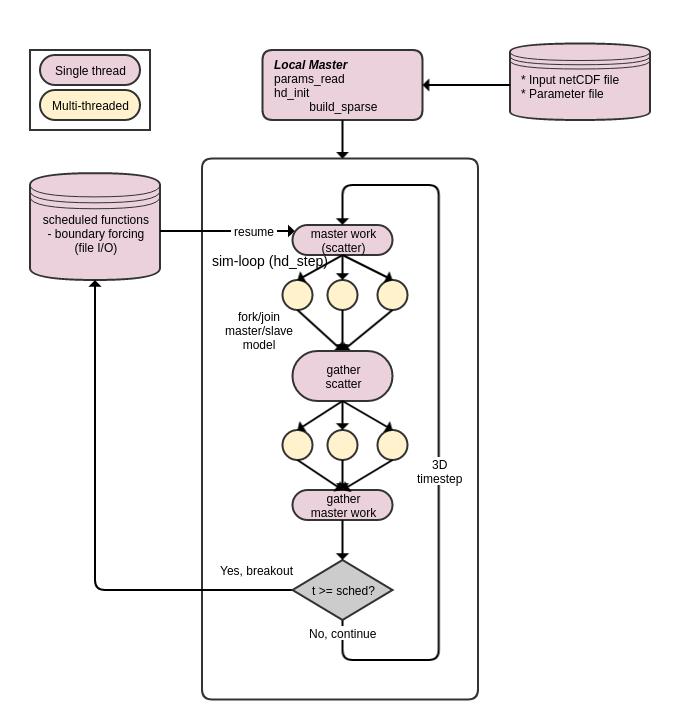 Single thread
Multi-threaded
Local Master
params_read
hd_init
build_sparse
* Input netCDF file
* Parameter file
scheduled functions
- boundary forcing
(file I/O)
resume
master work
(scatter)
sim-loop (hd_step)
fork/join
master/slave
model
gather
scatter
3D
timestep
gather
master work
Yes, breakout
t >= sched?
No, continue